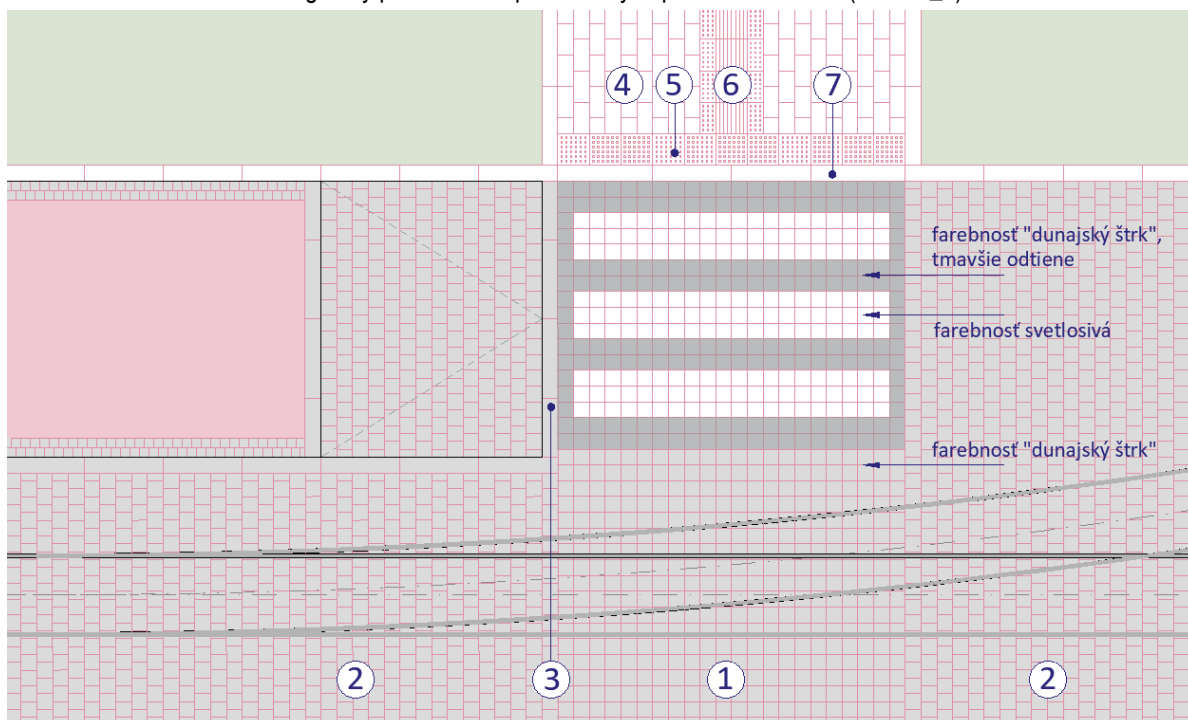 4 5 6 7
farebnosť "dunajský štrk",
tmavšie odtiene
farebnosť svetlosivá
farebnosť "dunajský štrk"
2 3 1 2